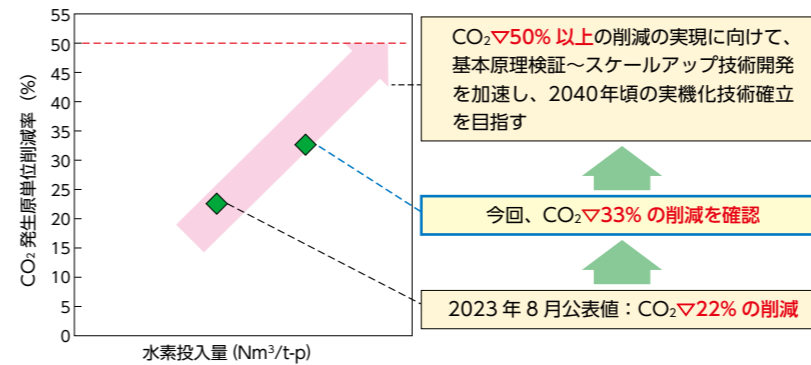 55
50
45
40
35
30
25
20
15
10
5
0
CO₂ 発生原単位削減率 (%)
水素投入量 (Nm³/t-p)
CO₂▽50% 以上の削減の実現に向けて、
基本原理検証～スケールアップ技術開発
を加速し、2040年頃の実機化技術確立
を目指す
今回、CO₂▽33% の削減を確認
2023 年 8 月公表値：CO₂▽22% の削減